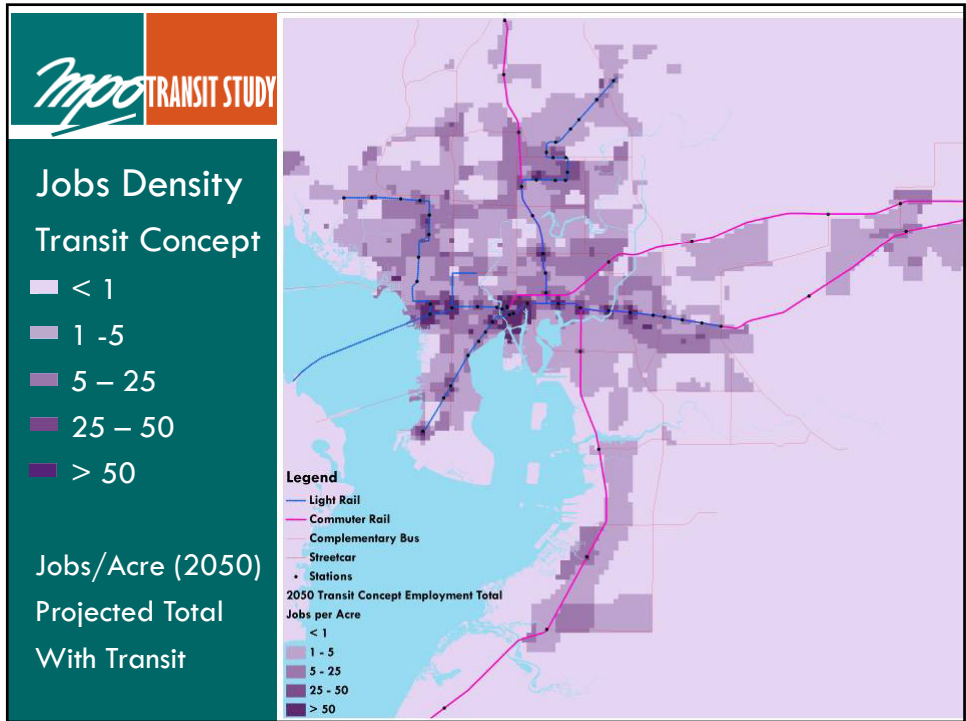 mpo TRANSIT STUDY
Jobs Density
Transit Concept
< 1
1 -5
5 – 25
25 – 50
> 50
Jobs/Acre (2050)
Projected Total
With Transit
Legend
Light Rail
Commuter Rail
Complementary Bus
Streetcar
Stations
2050 Transit Concept Employment Total
Jobs per Acre
< 1
1 - 5
5 - 25
25 - 50
> 50